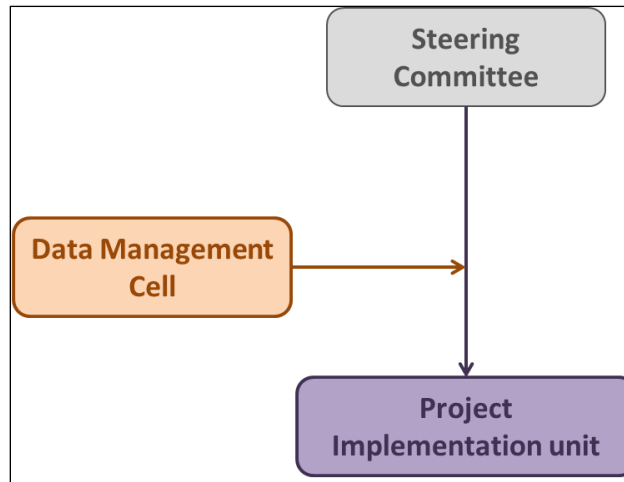 Steering
Committee
Data Management
Cell
Project
Implementation unit